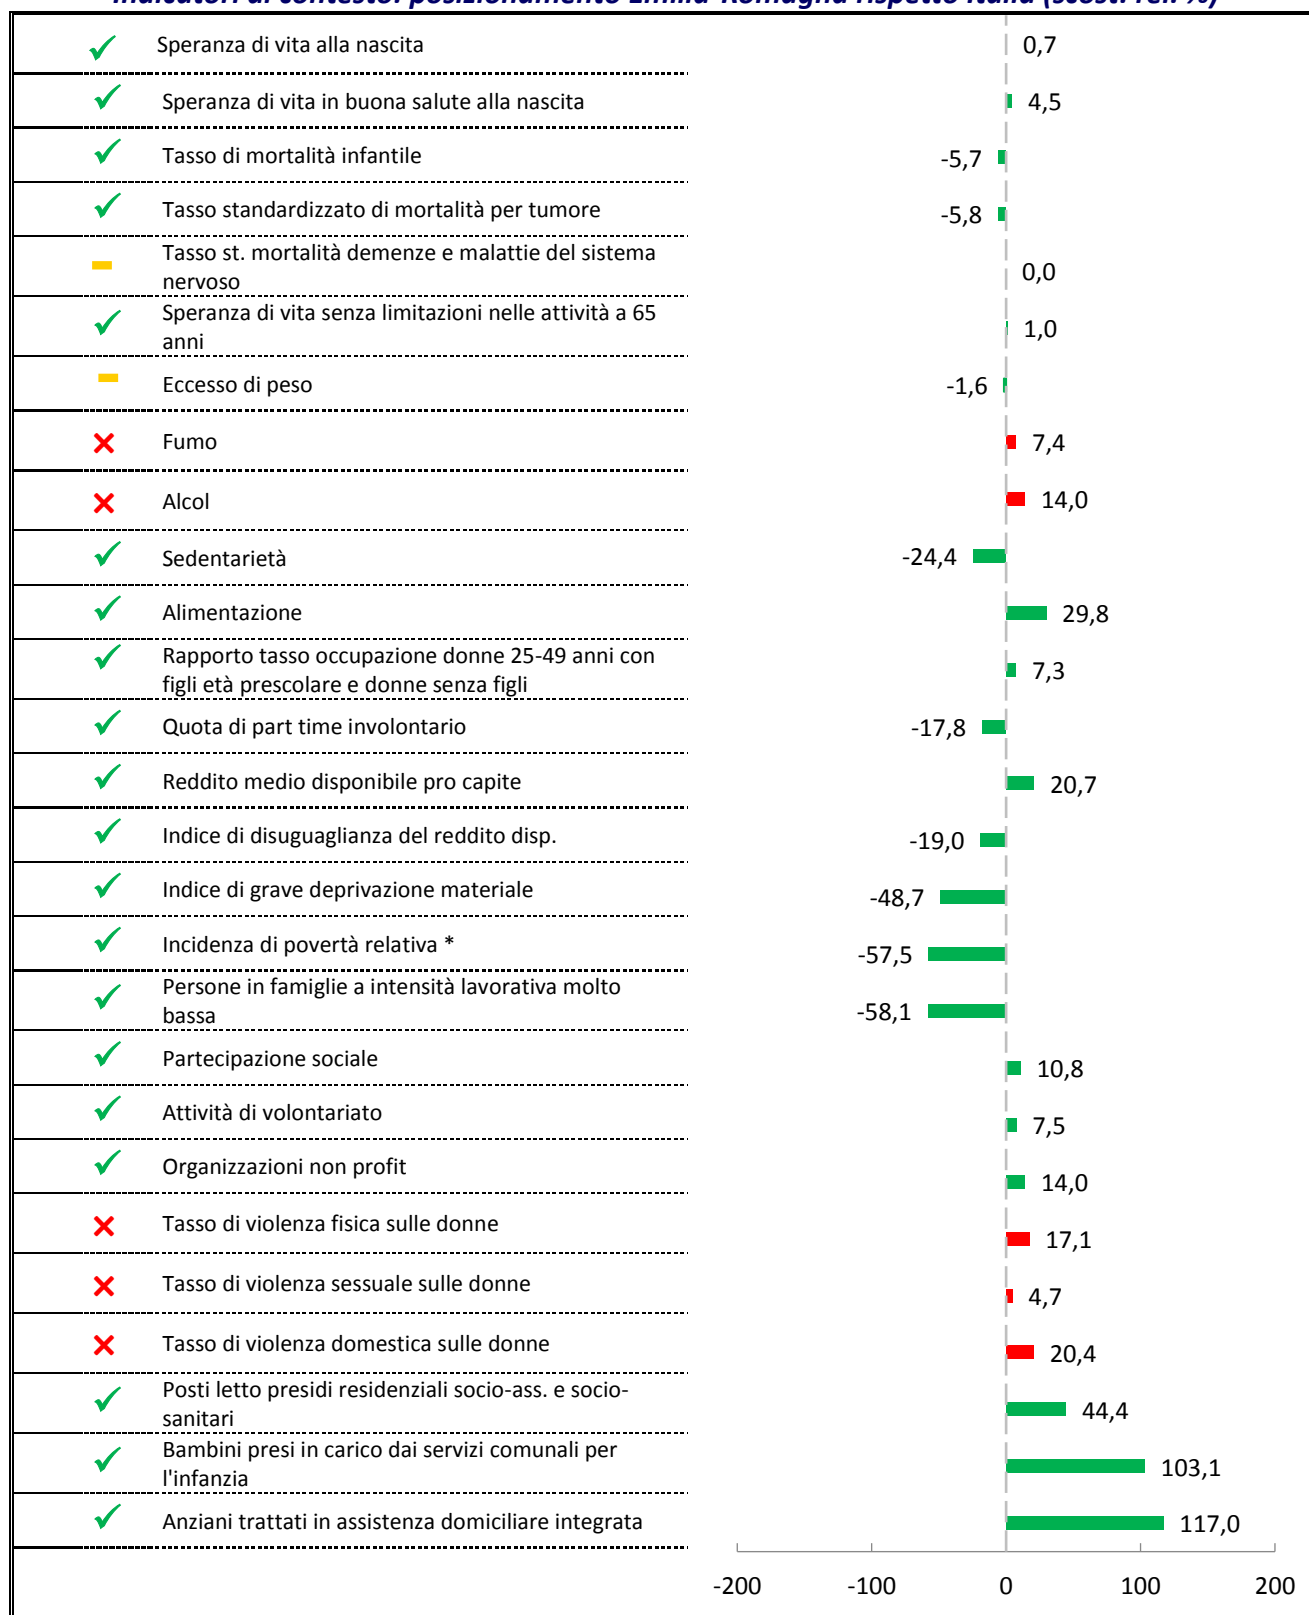 Indicatori di contesto: posizionamento Emilia-Romagna rispetto Italia (scost. rel. %)
Speranza di vita alla nascita 0,7
Speranza di vita in buona salute alla nascita 4,5
Tasso di mortalità infantile -5,7
Tasso standardizzato di mortalità per tumore -5,8
Tasso st. mortalità demenze e malattie del sistema
nervoso 0,0
Speranza di vita senza limitazioni nelle attività a 65
anni 1,0
Eccesso di peso -1,6
Fumo 7,4
Alcol 14,0
Sedentarietà -24,4
Alimentazione 29,8
Rapporto tasso occupazione donne 25-49 anni con
figli età prescolare e donne senza figli 7,3
Quota di part time involontario -17,8
Reddito medio disponibile pro capite 20,7
Indice di disuguaglianza del reddito disp. -19,0
Indice di grave deprivazione materiale -48,7
Incidenza di povertà relativa * -57,5
Persone in famiglie a intensità lavorativa molto
bassa -58,1
Partecipazione sociale 10,8
Attività di volontariato 7,5
Organizzazioni non profit 14,0
Tasso di violenza fisica sulle donne 17,1
Tasso di violenza sessuale sulle donne 4,7
Tasso di violenza domestica sulle donne 20,4
Posti letto presidi residenziali socio-ass. e socio-
sanitari 44,4
Bambini presi in carico dai servizi comunali per
l'infanzia 103,1
Anziani trattati in assistenza domiciliare integrata 117,0
-200 -100 0 100 200